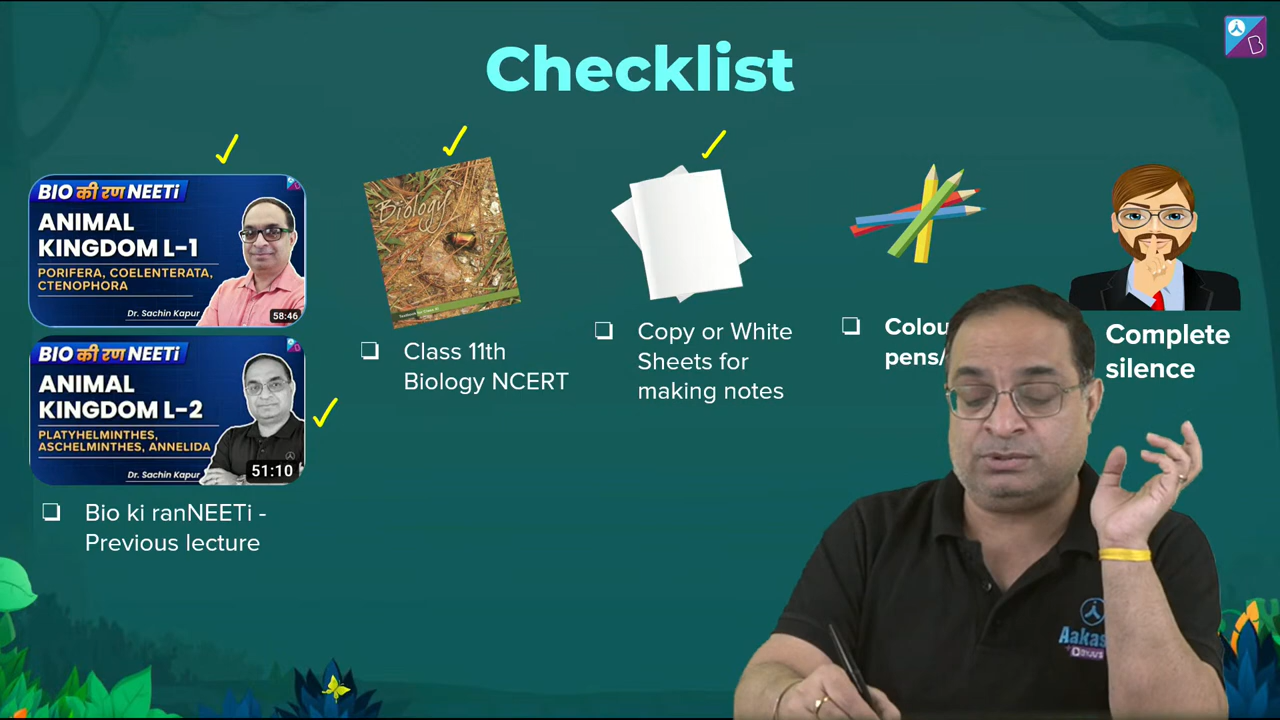 Checklist
BIO की रण NEETi
ANIMAL
KINGDOM L-1
PORIFERA, COELENTERATA,
CTENOPHORA
Dr. Sachin Kapur
58:46
BIO की रण NEETi
ANIMAL
KINGDOM L-2
PLATYHELMINTHES,
ASCHELMINTHES, ANNELIDA
Dr. Sachin Kapur
51:10
Bio ki ranNEETi -
Previous lecture
Biology
Class 11th
Biology NCERT
Copy or White
Sheets for
making notes
Colou
pens/
Complete
silence
Aakas
B